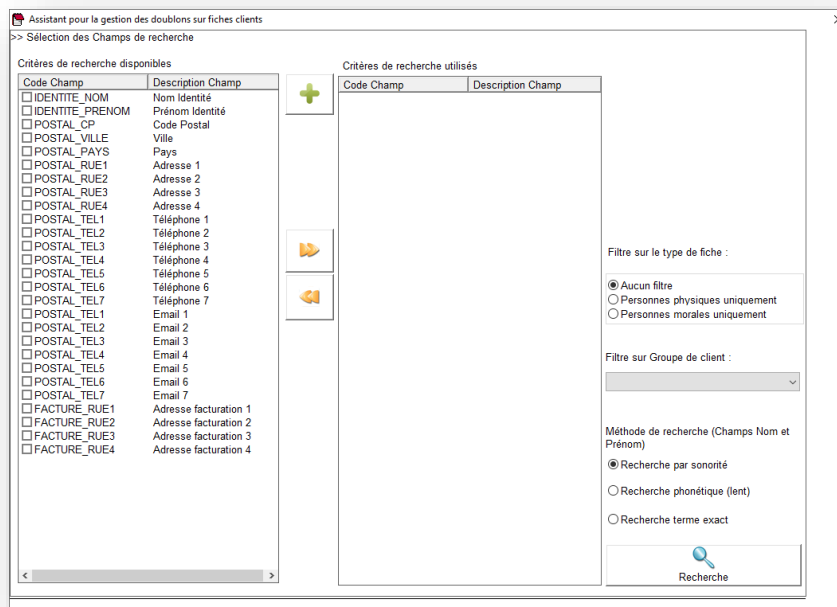 Assistant pour la gestion des doublons sur fiches clients
>> Sélection des Champs de recherche
Critères de recherche disponibles
Code Champ Description Champ
IDENTITE_NOM Nom Identité
IDENTITE_PRENOM Prénom Identité
POSTAL_CP Code Postal
POSTAL_VILLE Ville
POSTAL_PAYS Pays
POSTAL_RUE1 Adresse 1
POSTAL_RUE2 Adresse 2
POSTAL_RUE3 Adresse 3
POSTAL_RUE4 Adresse 4
POSTAL_TEL1 Téléphone 1
POSTAL_TEL2 Téléphone 2
POSTAL_TEL3 Téléphone 3
POSTAL_TEL4 Téléphone 4
POSTAL_TEL5 Téléphone 5
POSTAL_TEL6 Téléphone 6
POSTAL_TEL7 Téléphone 7
POSTAL_TEL1 Email 1
POSTAL_TEL2 Email 2
POSTAL_TEL3 Email 3
POSTAL_TEL4 Email 4
POSTAL_TEL5 Email 5
POSTAL_TEL6 Email 6
POSTAL_TEL7 Email 7
FACTURE_RUE1 Adresse facturation 1
FACTURE_RUE2 Adresse facturation 2
FACTURE_RUE3 Adresse facturation 3
FACTURE_RUE4 Adresse facturation 4
Critères de recherche utilisés
Code Champ Description Champ
Filtre sur le type de fiche :
Aucun filtre
Personnes physiques uniquement
Personnes morales uniquement
Filtre sur Groupe de client :
Méthode de recherche (Champs Nom et
Prénom)
Recherche par sonorité
Recherche phonétique (lent)
Recherche terme exact
Recherche